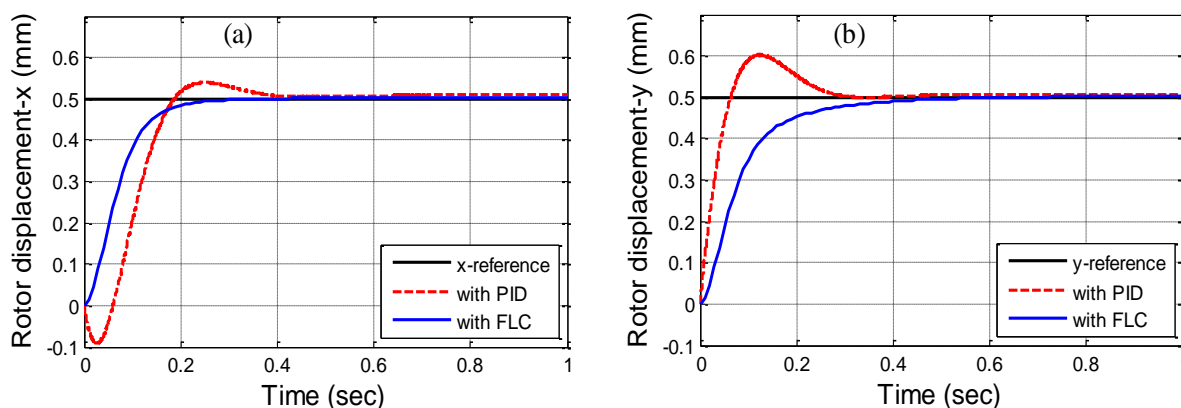 (a)
Rotor displacement-x (mm)
0.6
0.5
0.4
0.3
0.2
0.1
0
-0.1
0
0.2
0.4
0.6
0.8
1
Time (sec)
x-reference
with PID
with FLC
(b)
Rotor displacement-y (mm)
0.6
0.5
0.4
0.3
0.2
0.1
0
-0.1
0
0.2
0.4
0.6
0.8
Time (sec)
y-reference
with PID
with FLC